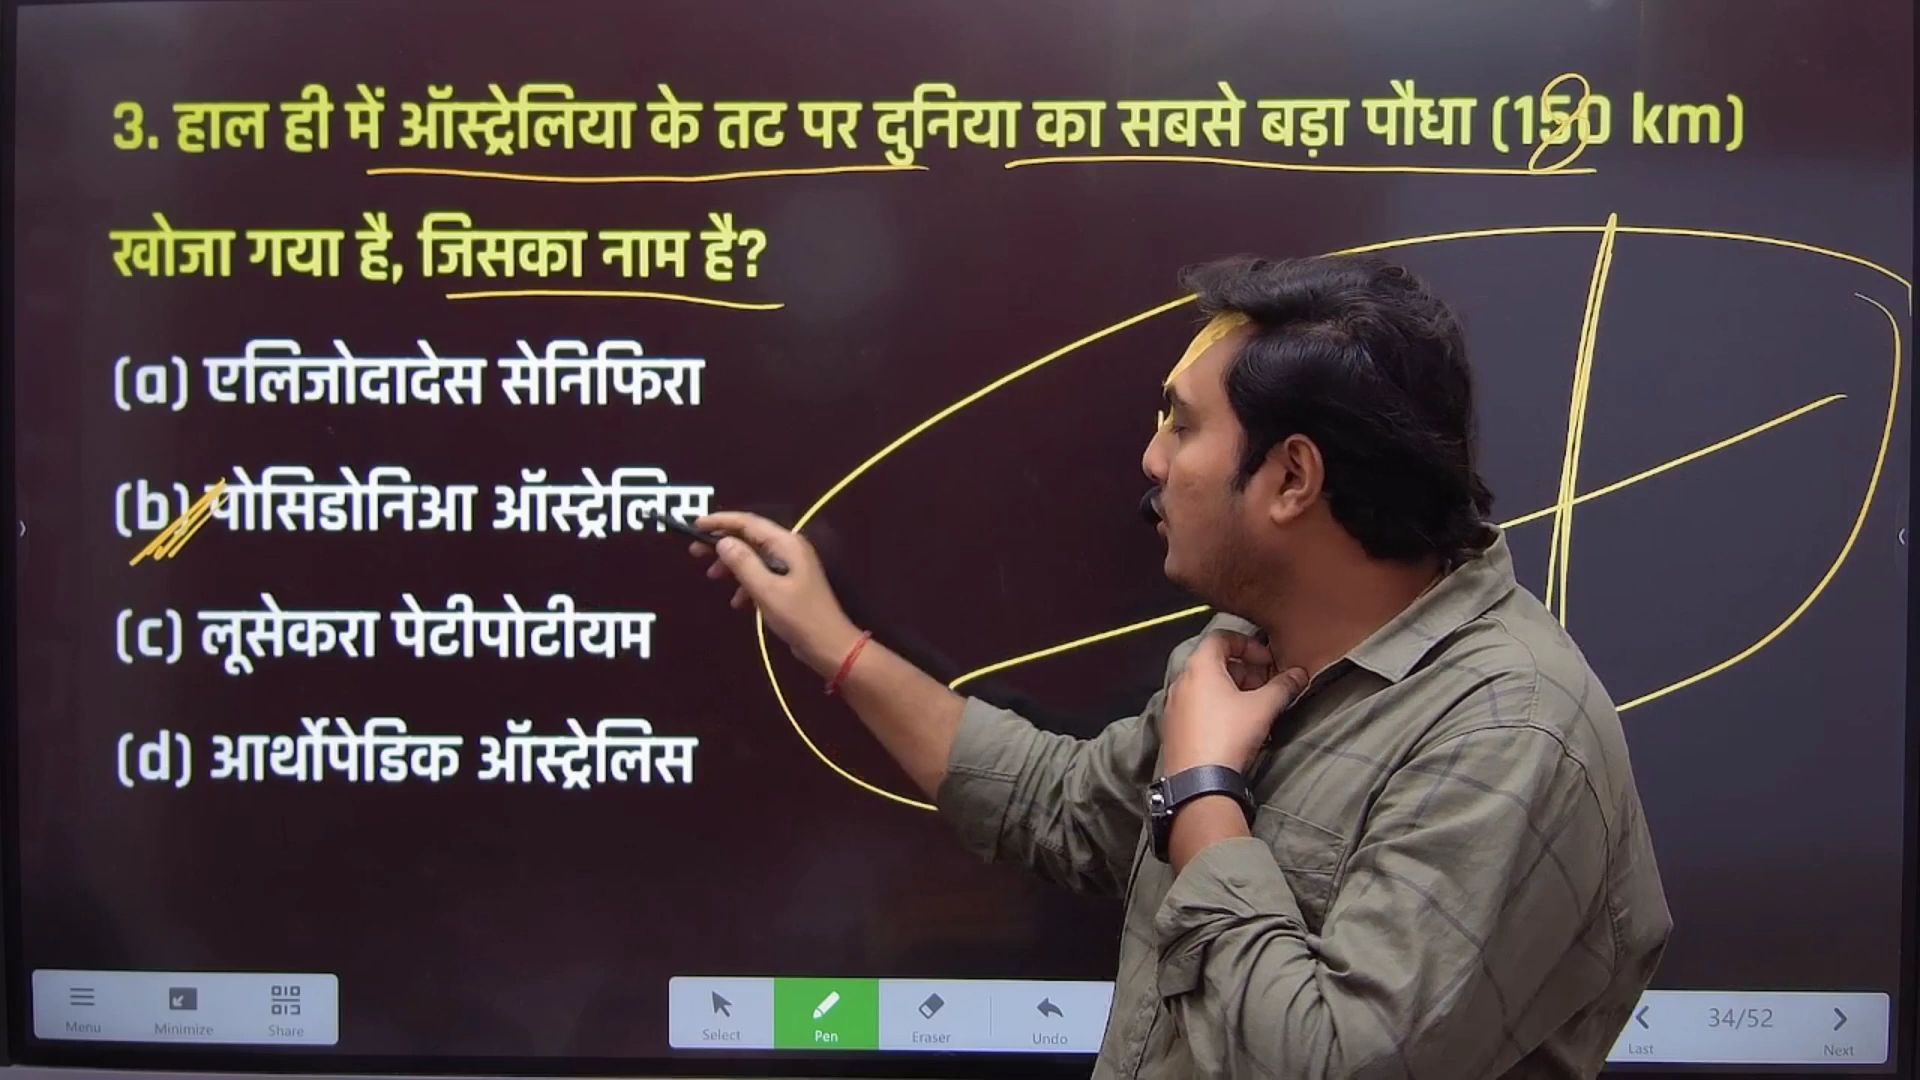 3. हाल ही में ऑस्ट्रेलिया के तट पर दुनिया का सबसे बड़ा पौधा (180 km)
खोजा गया है, जिसका नाम है?
(a) एलिजोदादेस सेनिफिरा
(b) पोसिडोनिआ ऑस्ट्रेलिस
(c) लूसेकरा पेटीपोटीयम
(d) आर्थोपेडिक ऑस्ट्रेलिस
Menu Minimize Share Select Pen Eraser Undo Last 34/52 Next